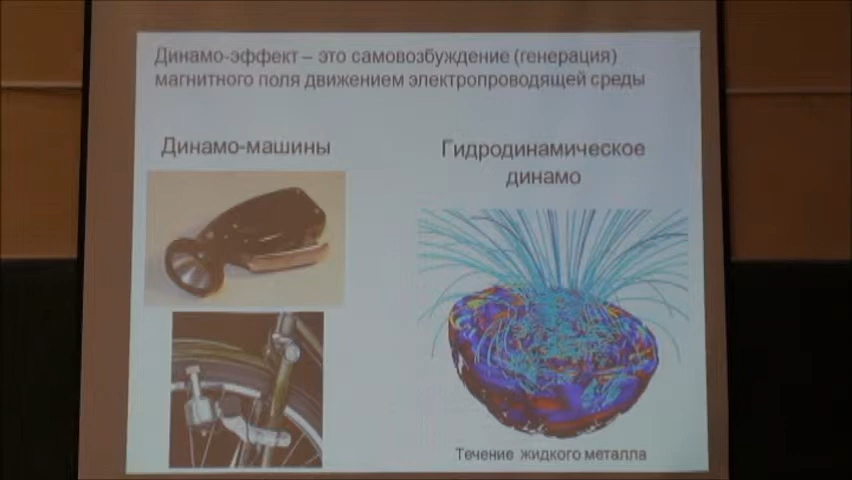 Динамо-эффект – это самовозбуждение (генерация)
магнитного поля движением электропроводящей среды
Динамо-машины
Гидродинамическое
динамо
Течение жидкого металла